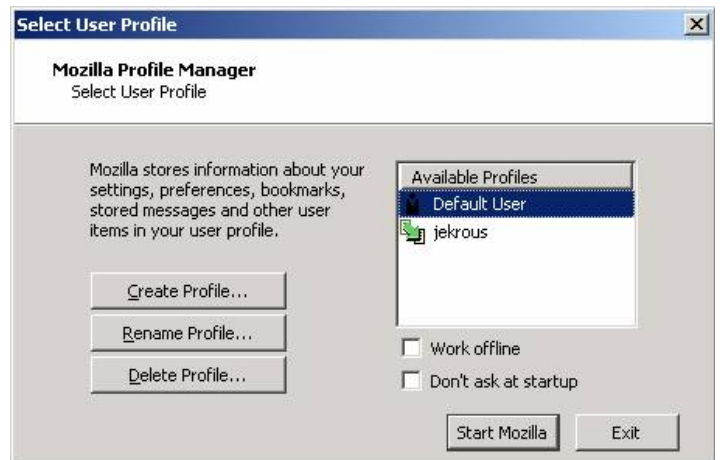 Select User Profile
Mozilla Profile Manager
Select User Profile
Mozilla stores information about your
settings, preferences, bookmarks,
stored messages and other user
items in your user profile.
Create Profile...
Rename Profile...
Delete Profile...
Available Profiles
Default User
jekrous
Work offline
Don't ask at startup
Start Mozilla
Exit